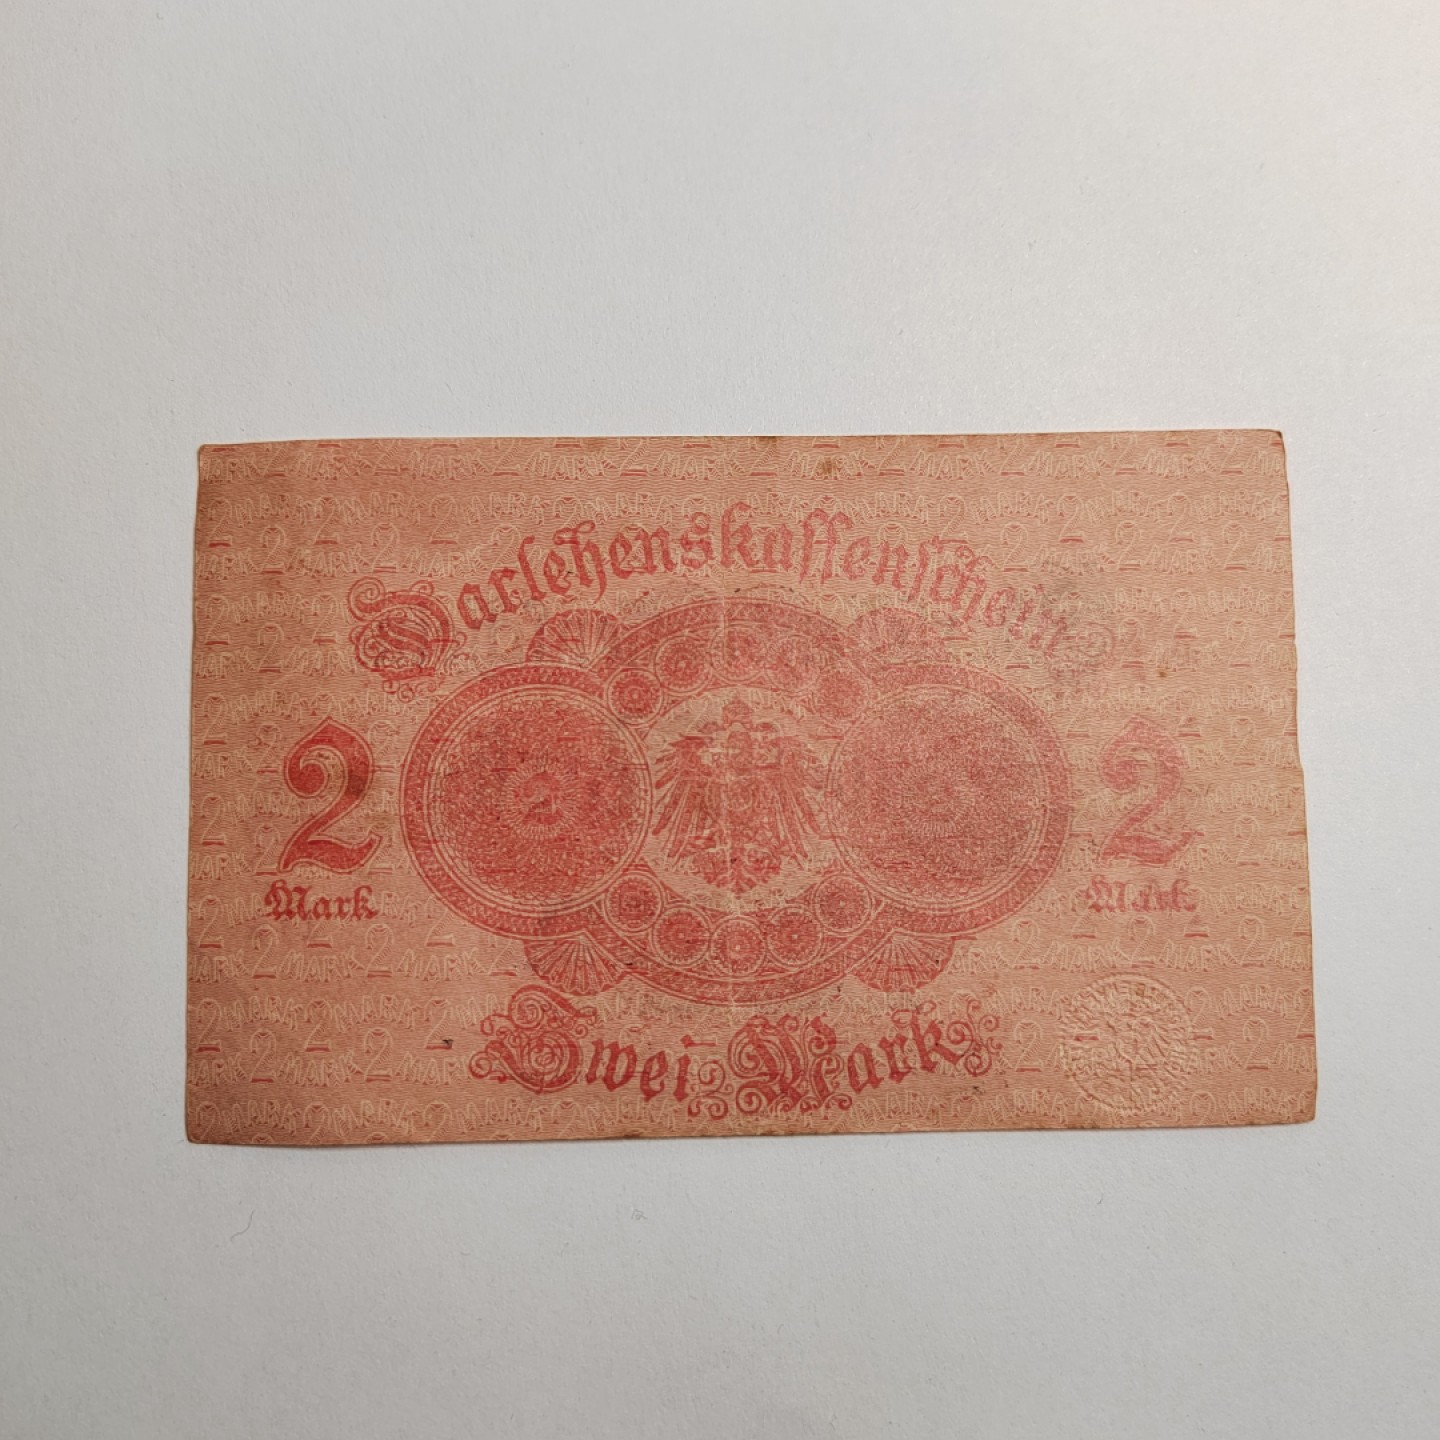 Darlehenskassenschein
2 2
Mark Mark
Zwei Mark